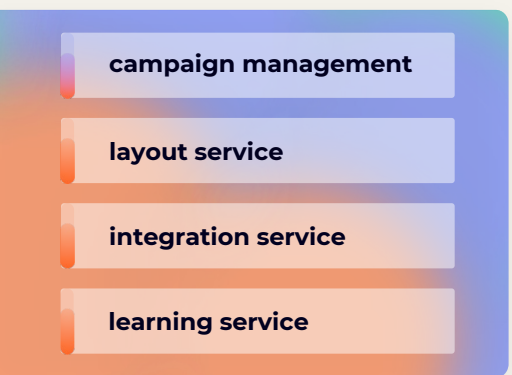 campaign management
layout service
integration service
learning service